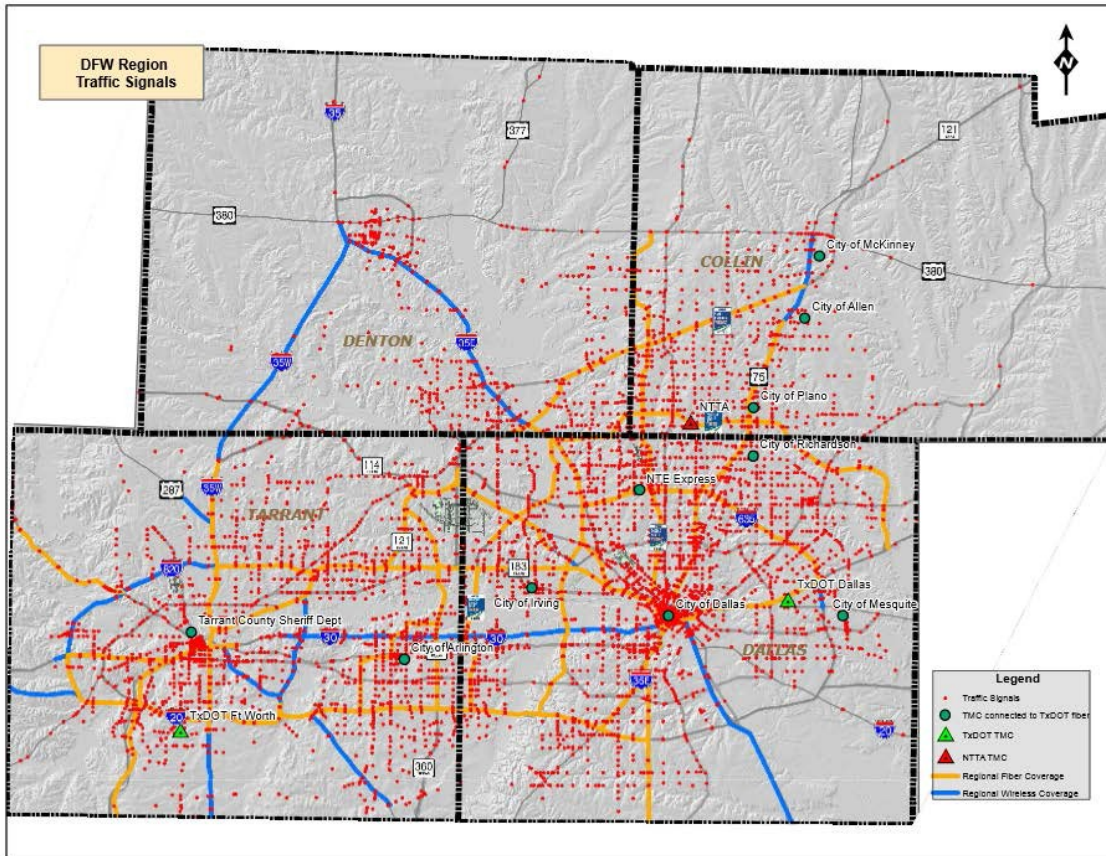 DFW Region
Traffic Signals
N
35
377
121
380
City of McKinney
COLLIN
380
City of Allen
DENTON
35E
35W
75
City of Plano
NTTA
City of Richardson
114
NTE Express
287
35W
TARRANT
635
121
820
183
TxDOT Dallas
City of Irving
City of Dallas
City of Mesquite
Tarrant County Sheriff Dept
30
30
City of Arlington
DALLAS
35E
20
TxDOT Ft Worth
20
360
Legend
Traffic Signals
TMC connected to TxDOT fiber
TxDOT TMC
NTTA TMC
Regional Fiber Coverage
Regional Wireless Coverage